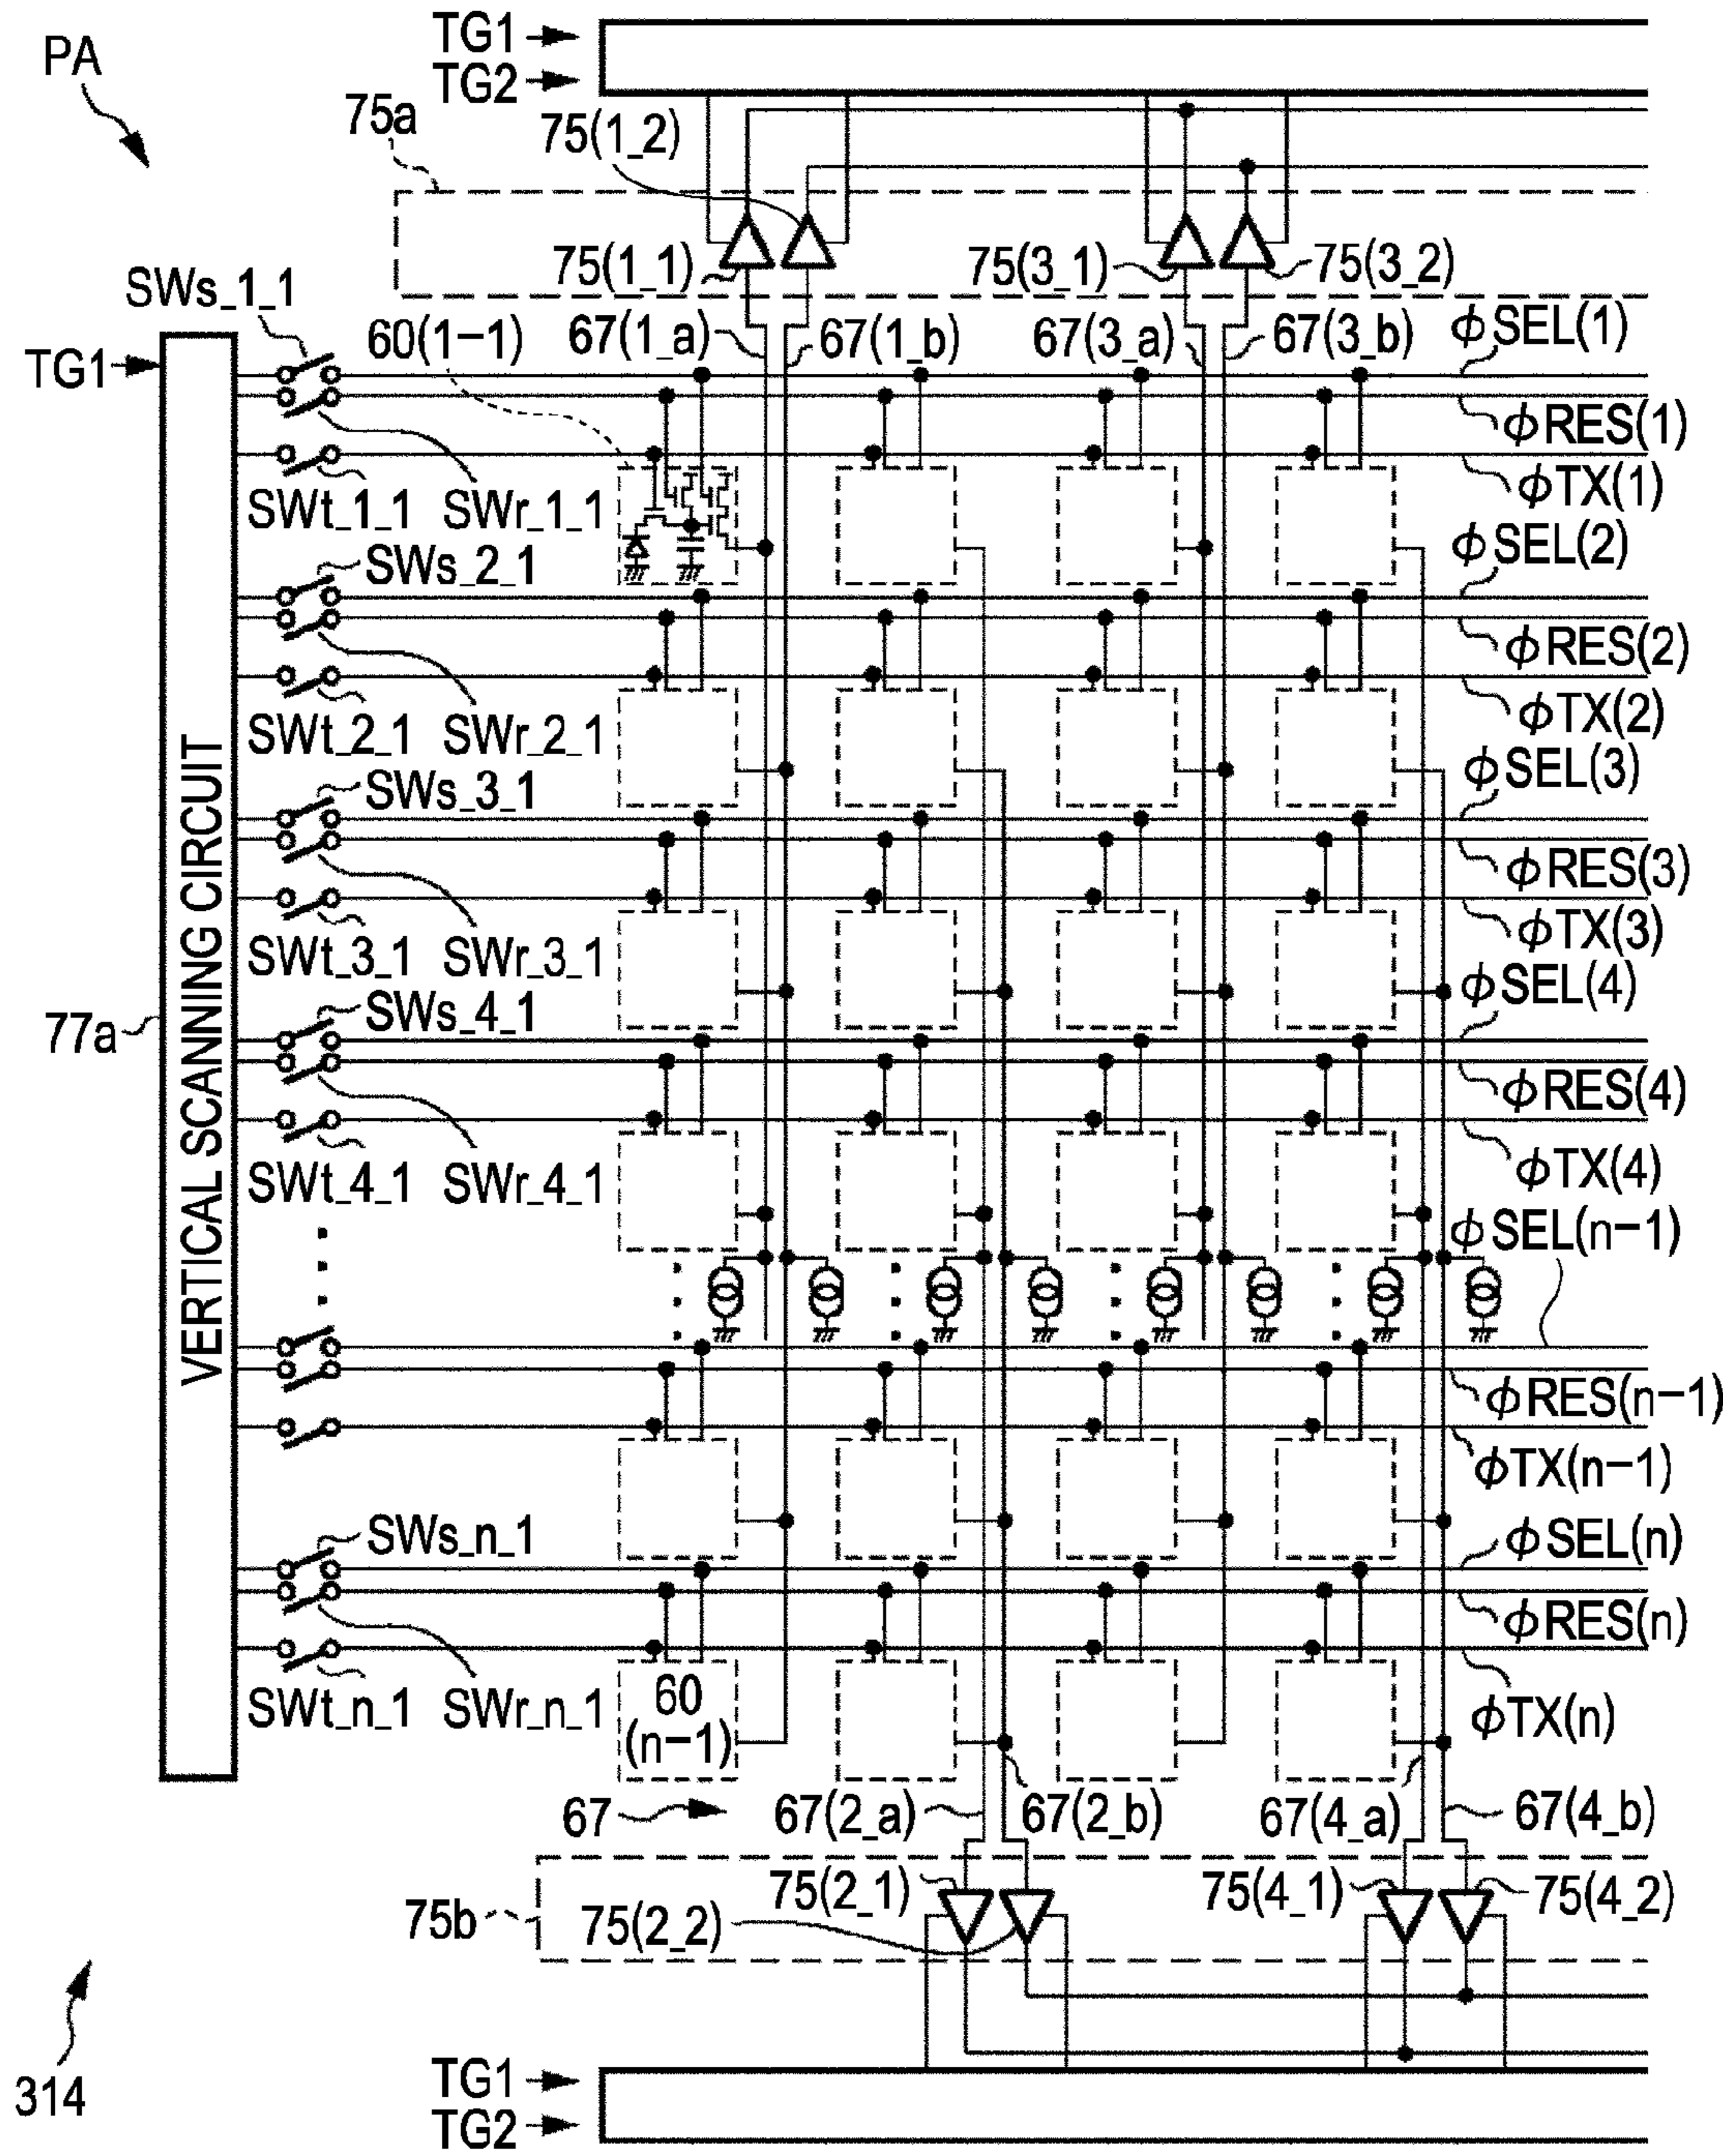 TG1
TG2
PA
75a
75(1_2)
75(1_1)
75(3_1)
75(3_2)
SWs_1_1
60(1−1)
67(1_a)
67(1_b)
67(3_a)
67(3_b)
ϕSEL(1)
TG1
ϕRES(1)
SWt_1_1
SWr_1_1
ϕTX(1)
SWs_2_1
ϕSEL(2)
ϕRES(2)
SWt_2_1
SWr_2_1
ϕTX(2)
SWs_3_1
ϕSEL(3)
ϕRES(3)
SWt_3_1
SWr_3_1
ϕTX(3)
77a
VERTICAL SCANNING CIRCUIT
SWs_4_1
ϕSEL(4)
ϕRES(4)
SWt_4_1
SWr_4_1
ϕTX(4)
ϕSEL(n−1)
ϕRES(n−1)
ϕTX(n−1)
SWs_n_1
ϕSEL(n)
ϕRES(n)
SWt_n_1
SWr_n_1
60
(n−1)
ϕTX(n)
67
67(2_a)
67(2_b)
67(4_a)
67(4_b)
75b
75(2_1)
75(2_2)
75(4_1)
75(4_2)
314
TG1
TG2